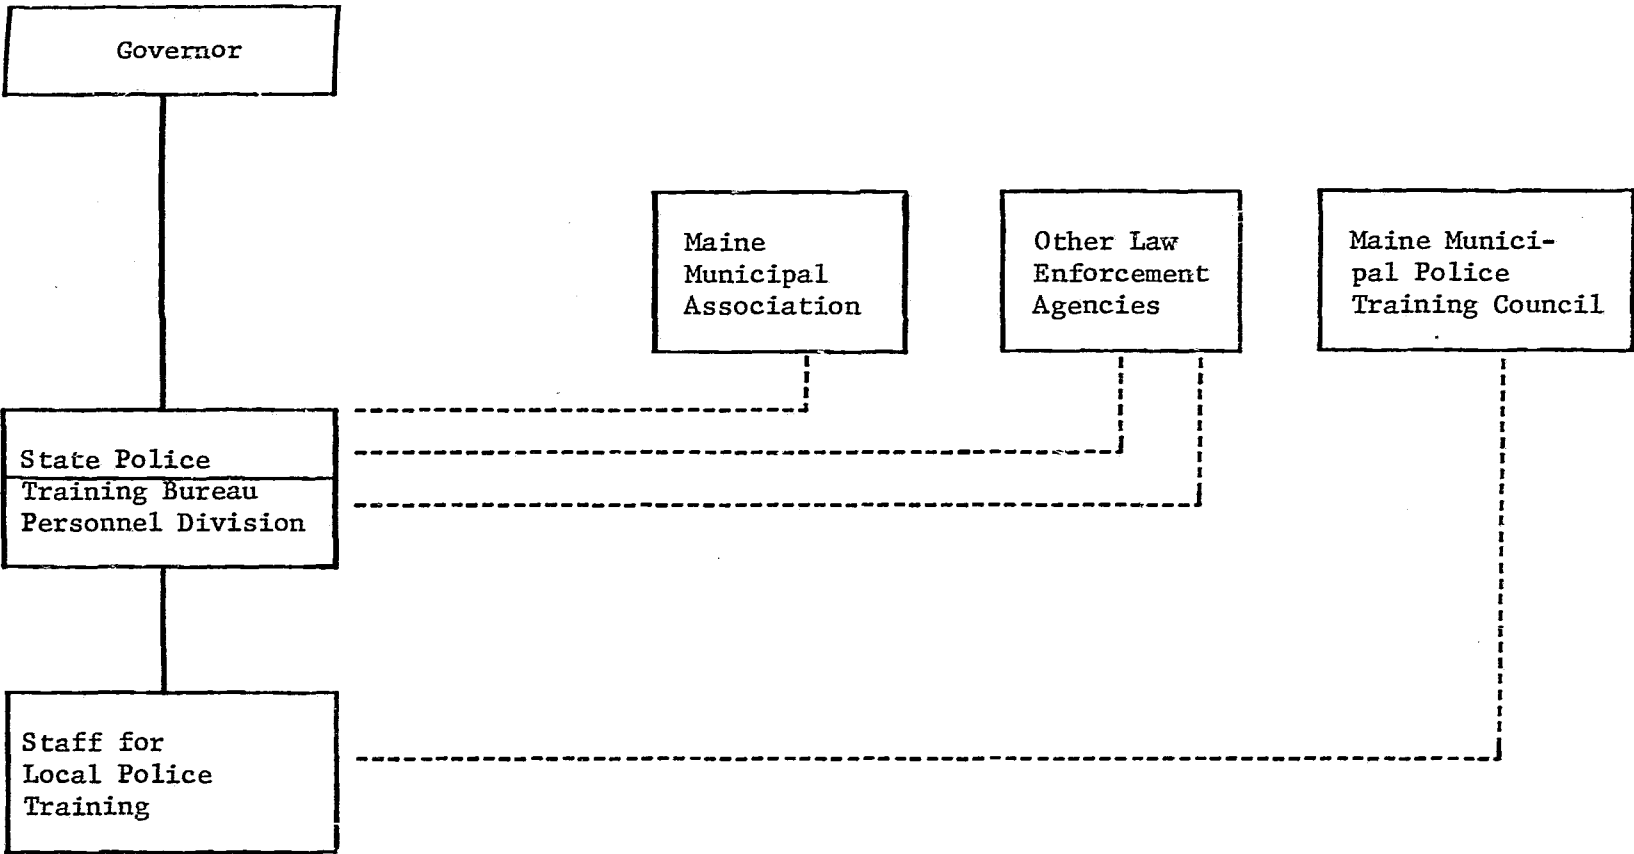 Governor
Maine
Municipal
Association
Other Law
Enforcement
Agencies
Maine Munici-
pal Police
Training Council
State Police
Training Bureau
Personnel Division
Staff for
Local Police
Training